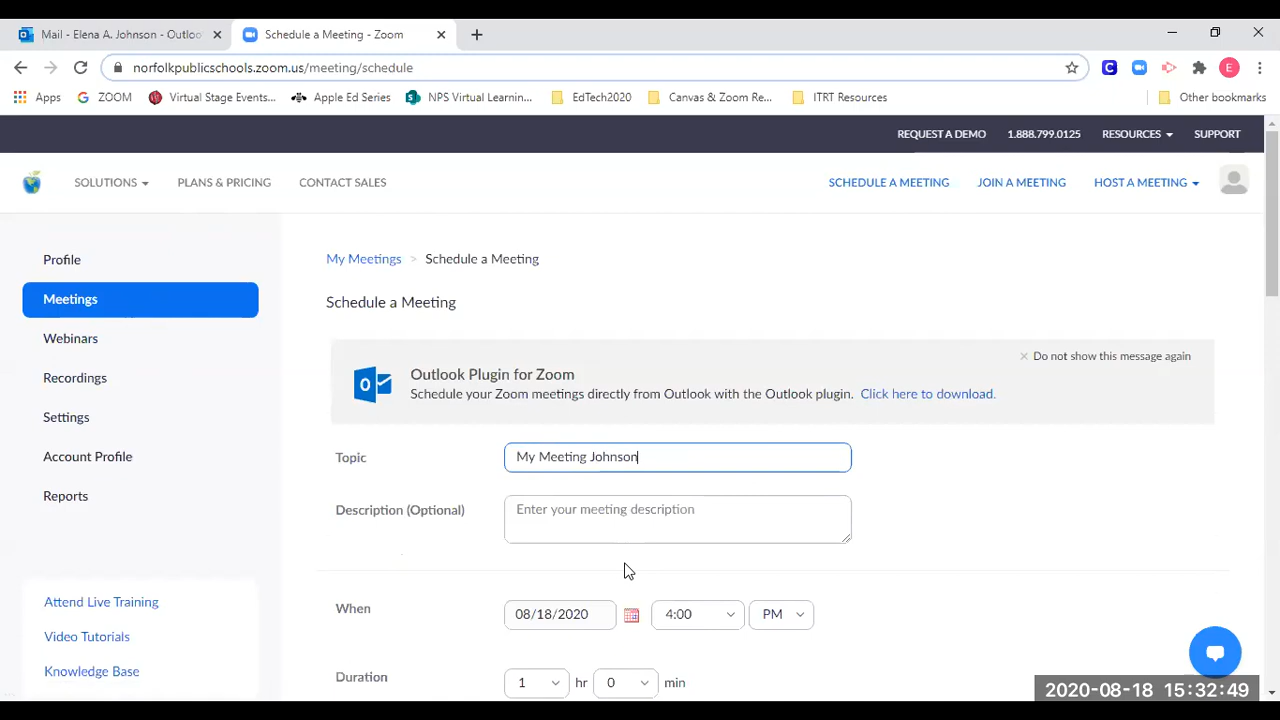 Mail - Elena A. Johnson - Outloo
Schedule a Meeting - Zoom
norfolkpublicschools.zoom.us/meeting/schedule
E
Apps
ZOOM
Virtual Stage Events...
Apple Ed Series
NPS Virtual Learnin...
EdTech2020
Canvas & Zoom Re...
ITRT Resources
Other bookmarks
REQUEST A DEMO
1.888.799.0125
RESOURCES
SUPPORT
SOLUTIONS
PLANS & PRICING
CONTACT SALES
SCHEDULE A MEETING
JOIN A MEETING
HOST A MEETING
Profile
Meetings
Webinars
Recordings
Settings
Account Profile
Reports
Attend Live Training
Video Tutorials
Knowledge Base
My Meetings > Schedule a Meeting
Schedule a Meeting
Do not show this message again
Outlook Plugin for Zoom
Schedule your Zoom meetings directly from Outlook with the Outlook plugin. Click here to download.
Topic
My Meeting Johnson
Description (Optional)
Enter your meeting description
When
08/18/2020
4:00
PM
Duration
1 hr 0 min
2020-08-18 15:32:49